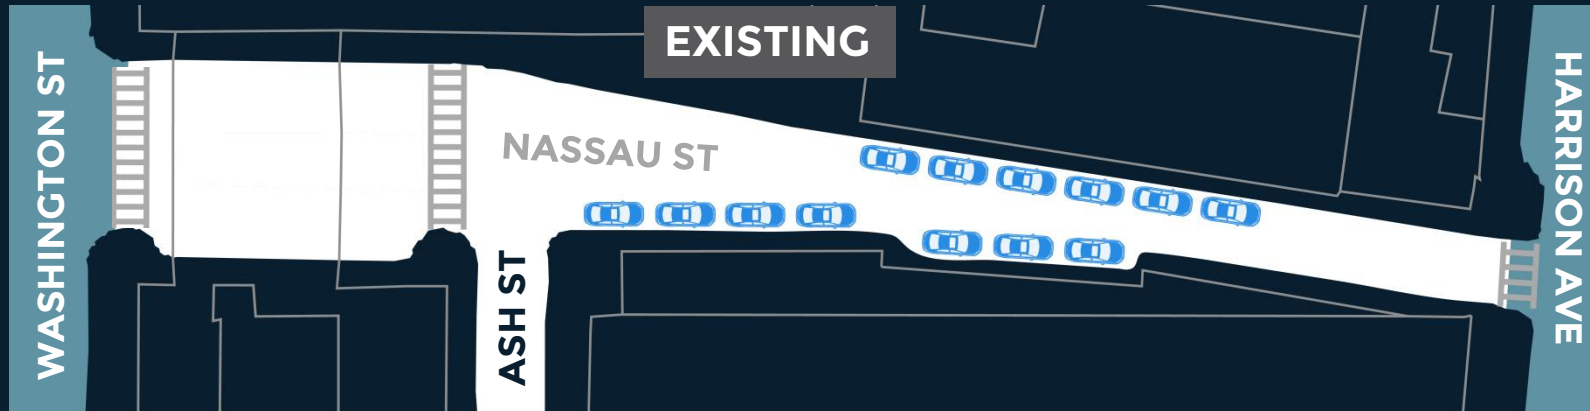 EXISTING
WASHINGTON ST
NASSAU ST
ASH ST
HARRISON AVE